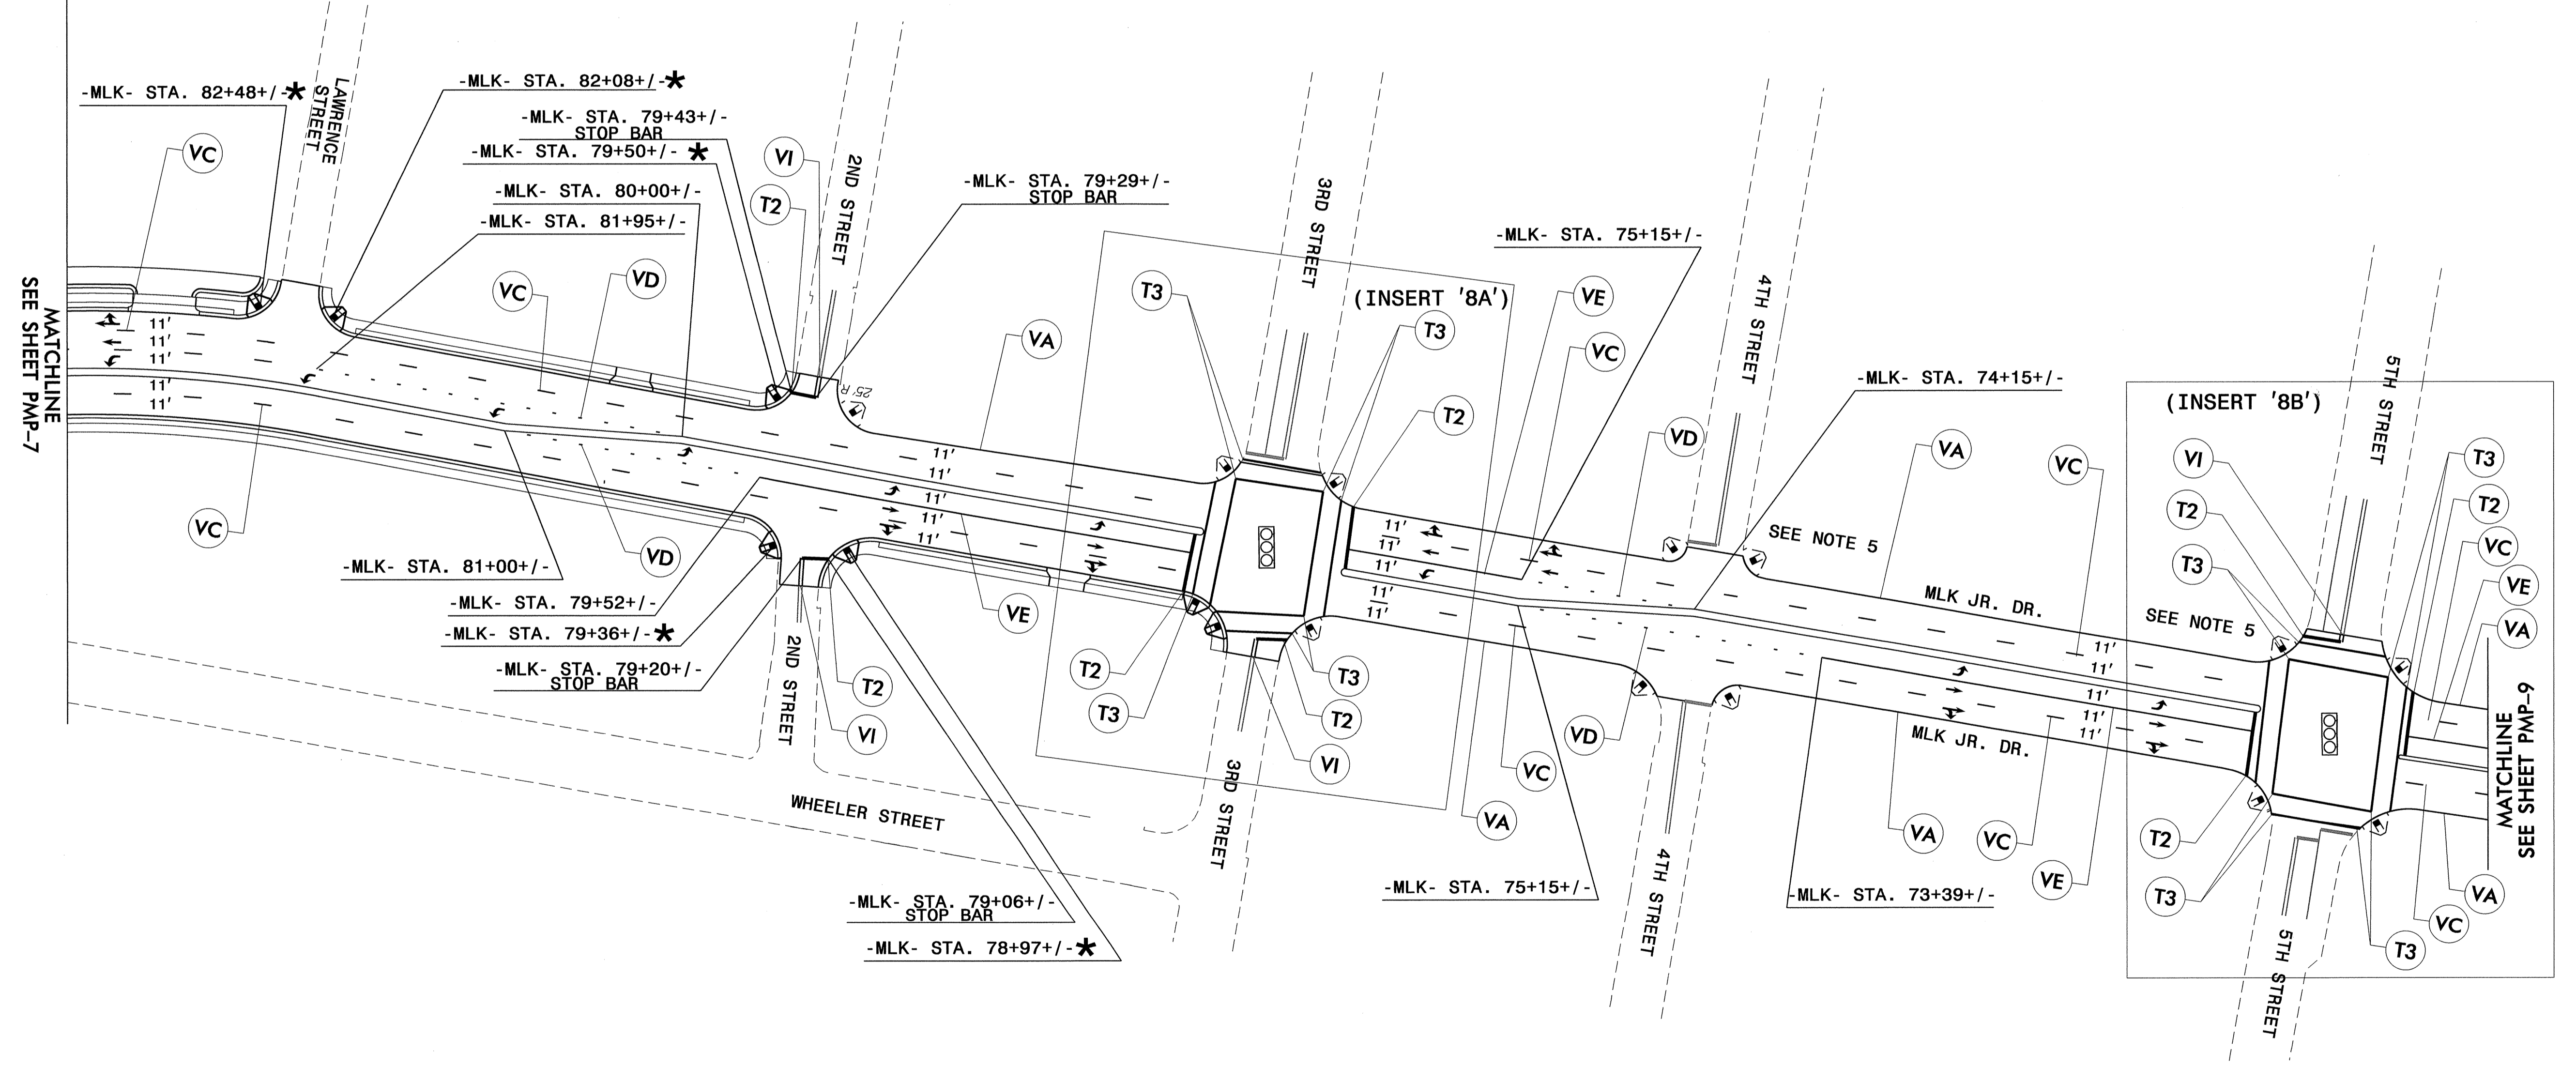 MATCHLINE
SEE SHEET PMP-7
-MLK- STA. 82+48+/-*
LAWRENCE
STREET
-MLK- STA. 82+08+/-*
-MLK- STA. 79+43+/-
STOP BAR
-MLK- STA. 79+50+/- *
-MLK- STA. 80+00+/-
-MLK- STA. 81+95+/-
VC
VC
VD
VI
T2
2ND STREET
-MLK- STA. 79+29+/-
STOP BAR
25' R
VA
11'
11'
11'
11'
11'
VC
-MLK- STA. 81+00+/-
VD
-MLK- STA. 79+52+/-
-MLK- STA. 79+36+/-*
-MLK- STA. 79+20+/-
STOP BAR
2ND STREET
T2
VI
VE
11'
11'
11'
11'
11'
WHEELER STREET
-MLK- STA. 79+06+/-
STOP BAR
-MLK- STA. 78+97+/-*
3RD STREET
(INSERT '8A')
T3
T3
T2
T2
T3
T3
T2
VI
3RD STREET
-MLK- STA. 75+15+/-
VE
VC
11'
11'
11'
11'
11'
VC
VA
-MLK- STA. 75+15+/-
4TH STREET
-MLK- STA. 74+15+/-
VD
SEE NOTE 5
VA
VC
MLK JR. DR.
VD
4TH STREET
MLK JR. DR.
VA
VC
VE
-MLK- STA. 73+39+/-
11'
11'
11'
11'
11'
SEE NOTE 5
(INSERT '8B')
5TH STREET
VI
T2
T3
T3
T2
VC
VE
VA
T2
T3
T3
VC
VA
5TH STREET
MATCHLINE
SEE SHEET PMP-9